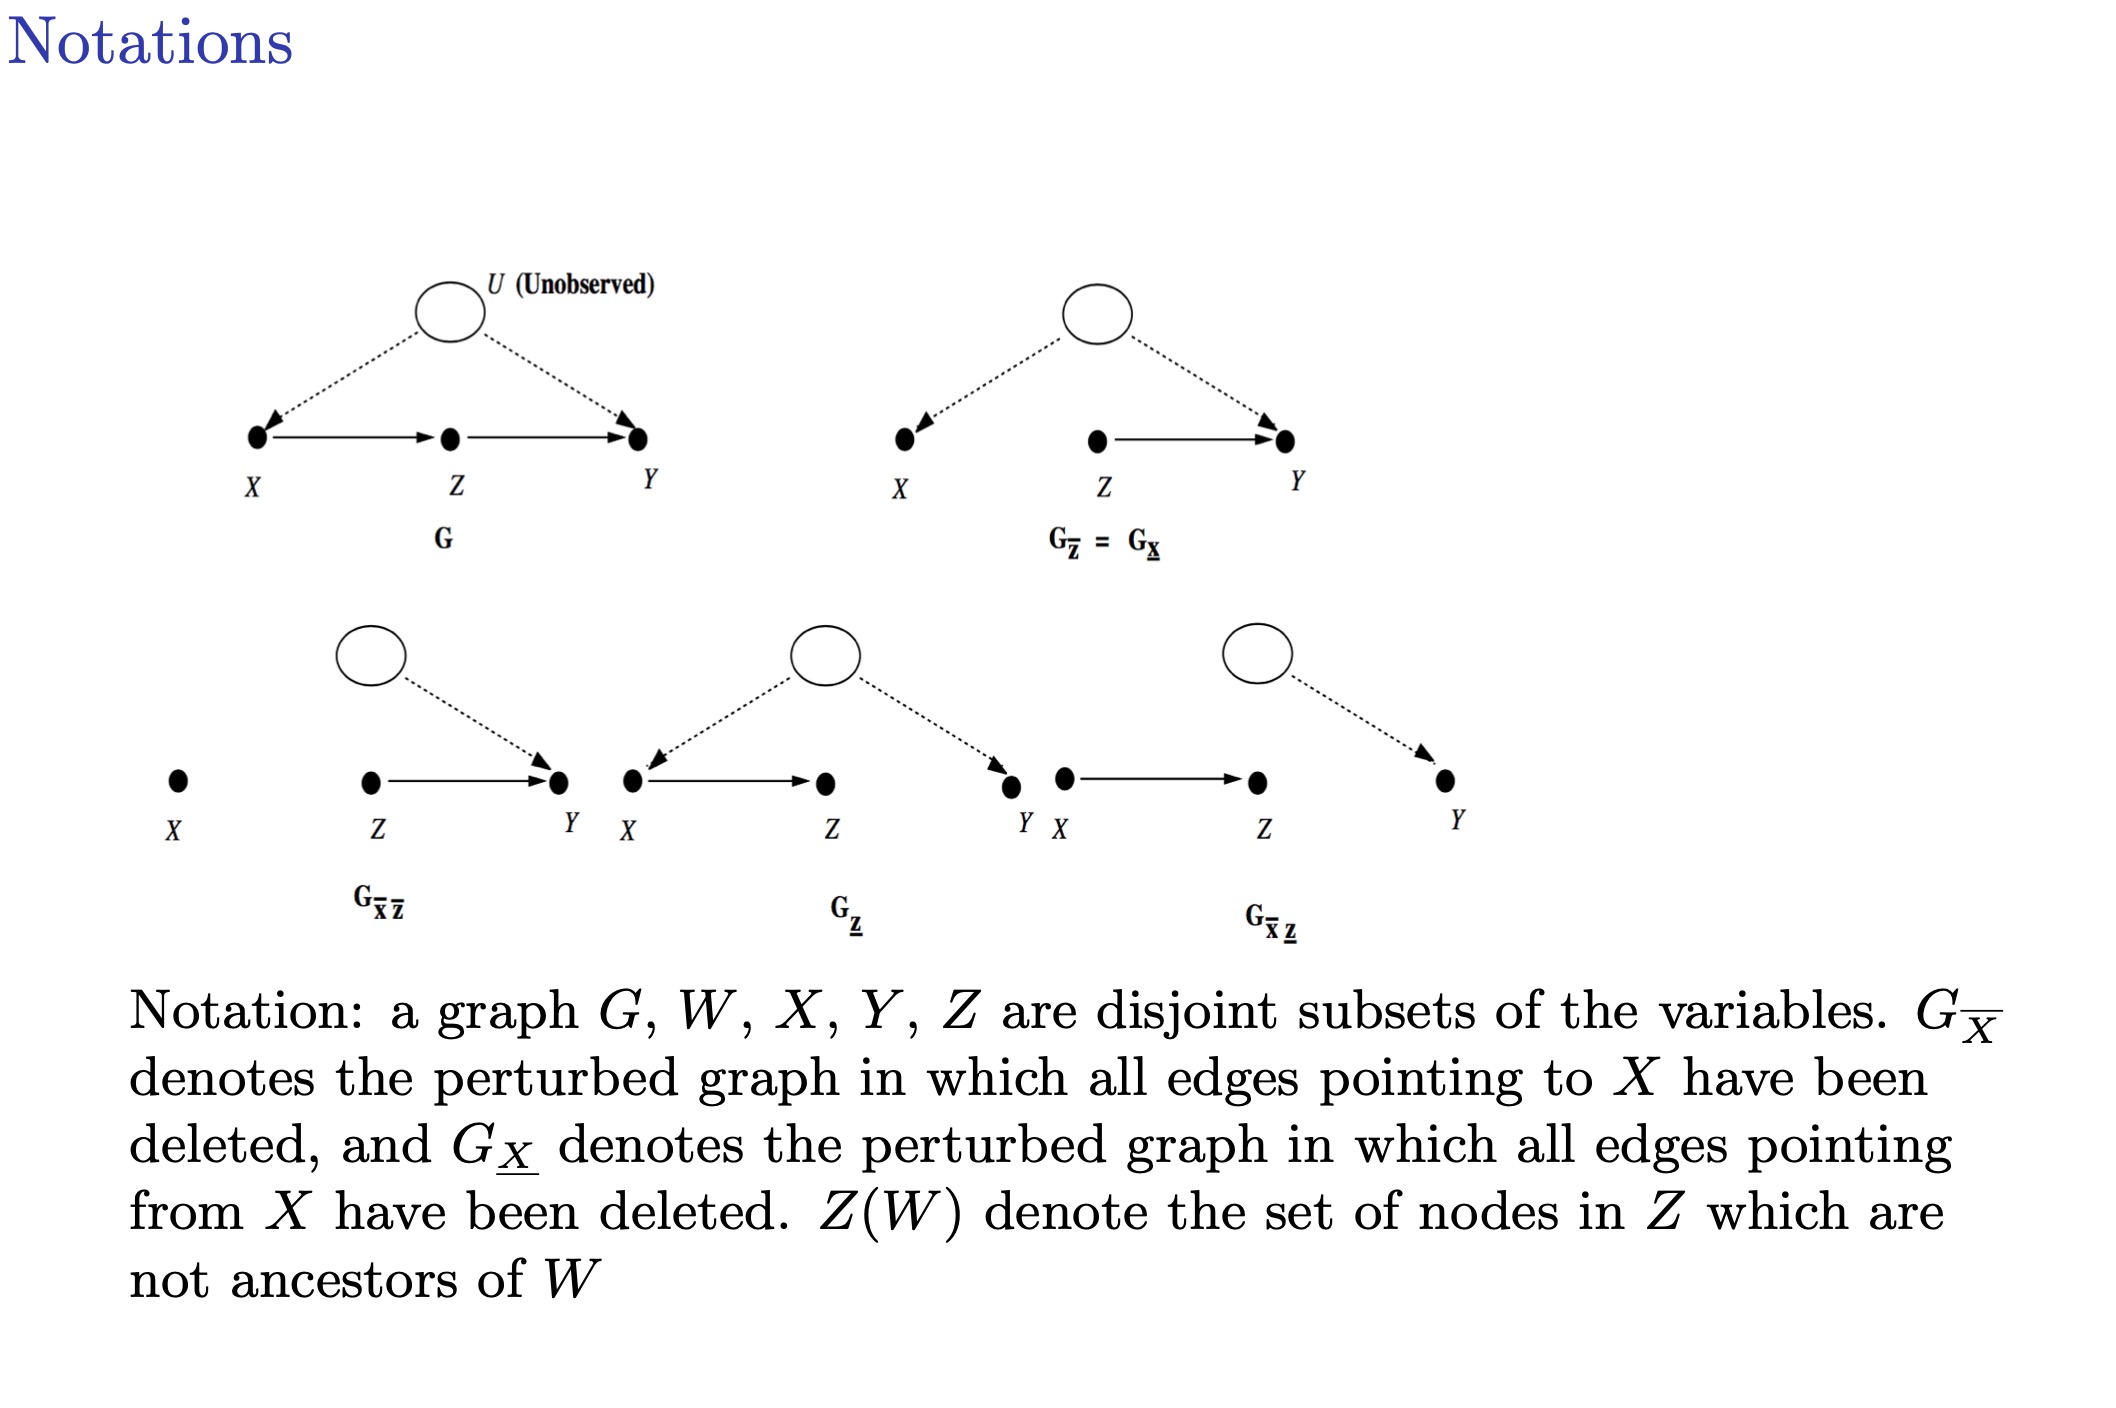 Notations
U (Unobserved)
X Z Y
G
X Z Y
G_{\overline{z}} = G_{\underline{x}}
X Z Y
G_{\overline{x}\,\overline{z}}
X Z Y
G_{\underline{z}}
X Z Y
G_{\overline{x}\,\underline{z}}
Notation: a graph G, W, X, Y, Z are disjoint subsets of the variables. G_{\overline{X}}
denotes the perturbed graph in which all edges pointing to X have been
deleted, and G_{\underline{X}} denotes the perturbed graph in which all edges pointing
from X have been deleted. Z(W) denote the set of nodes in Z which are
not ancestors of W